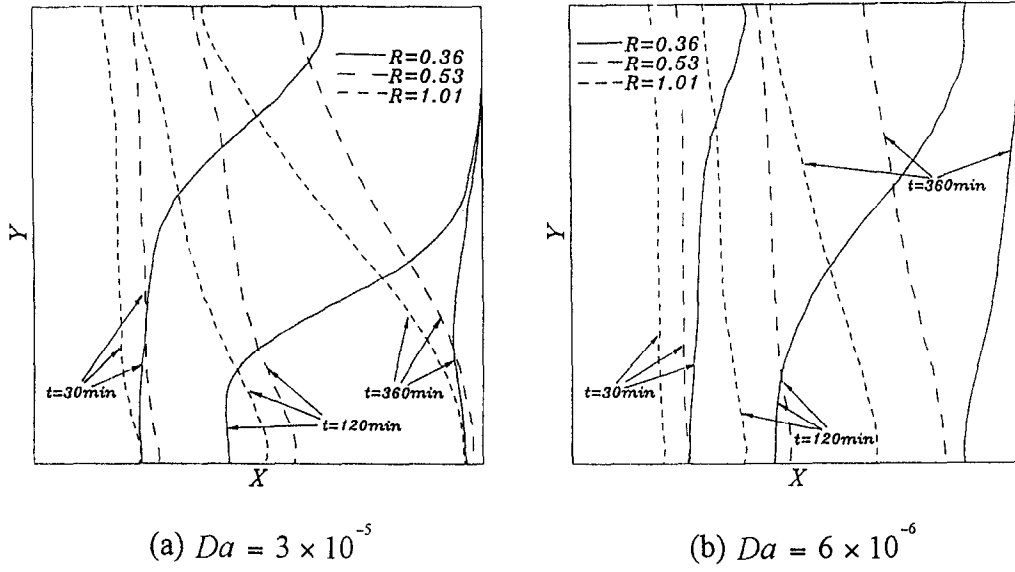 R=0.36
R=0.53
R=1.01
t=30min
t=120min
t=360min
Y
X
(a) Da = 3 × 10⁻⁵
R=0.36
R=0.53
R=1.01
t=360min
t=30min
t=120min
Y
X
(b) Da = 6 × 10⁻⁶